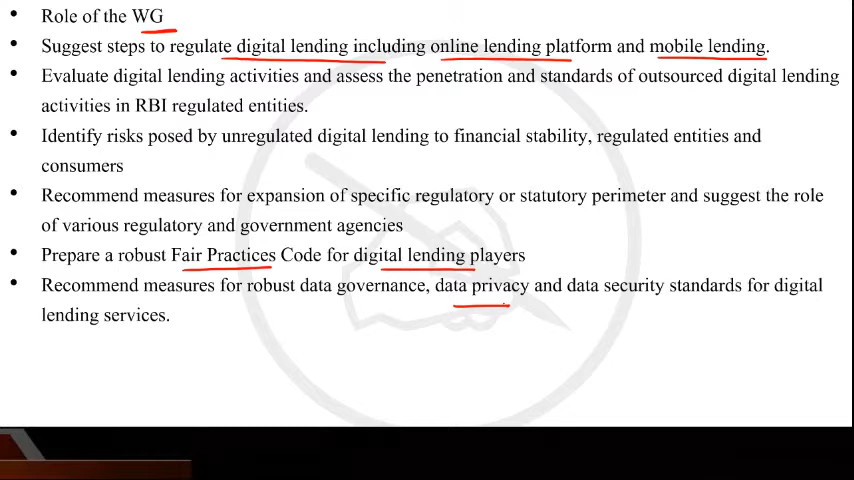 • Role of the WG
• Suggest steps to regulate digital lending including online lending platform and mobile lending.
• Evaluate digital lending activities and assess the penetration and standards of outsourced digital lending
activities in RBI regulated entities.
• Identify risks posed by unregulated digital lending to financial stability, regulated entities and
consumers
• Recommend measures for expansion of specific regulatory or statutory perimeter and suggest the role
of various regulatory and government agencies
• Prepare a robust Fair Practices Code for digital lending players
• Recommend measures for robust data governance, data privacy and data security standards for digital
lending services.